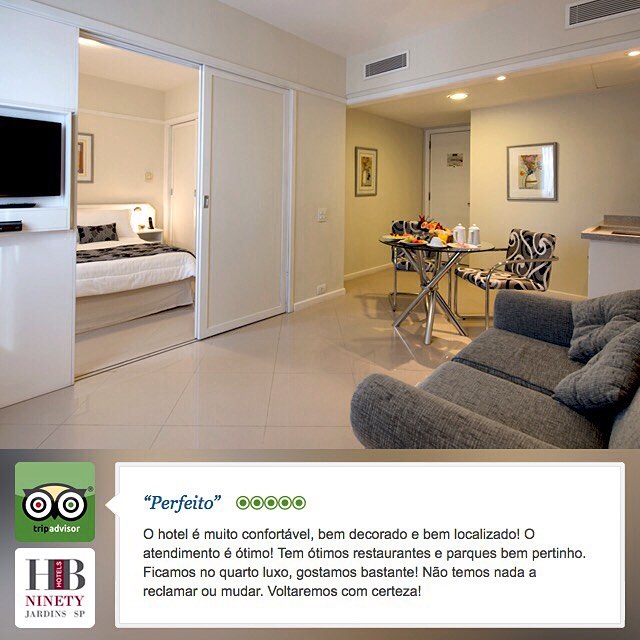 “Perfeito”
tripadvisor®
O hotel é muito confortável, bem decorado e bem localizado! O
atendimento é ótimo! Tem ótimos restaurantes e parques bem pertinho.
Ficamos no quarto luxo, gostamos bastante! Não temos nada a
reclamar ou mudar. Voltaremos com certeza!
HB
HOTELS
NINETY
JARDINS SP